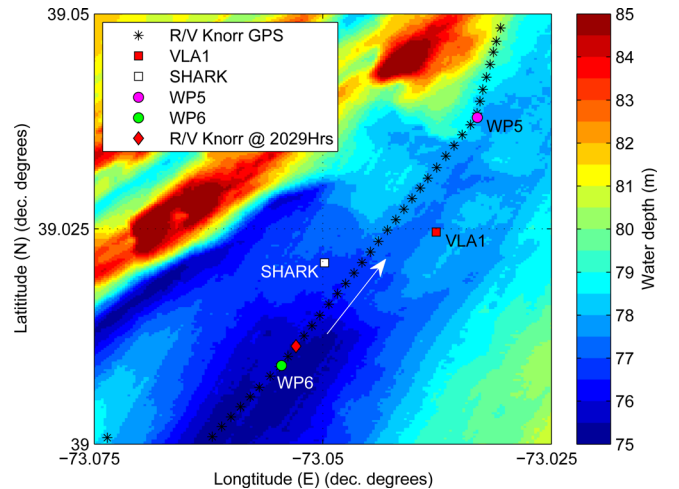 39.05
39.025
39
Latitiude (N) (dec. degrees)
R/V Knorr GPS
VLA1
SHARK
WP5
WP6
R/V Knorr @ 2029Hrs
WP5
VLA1
SHARK
WP6
−73.075
−73.05
−73.025
Longtitude (E) (dec. degrees)
85
84
83
82
81
80
79
78
77
76
75
Water depth (m)